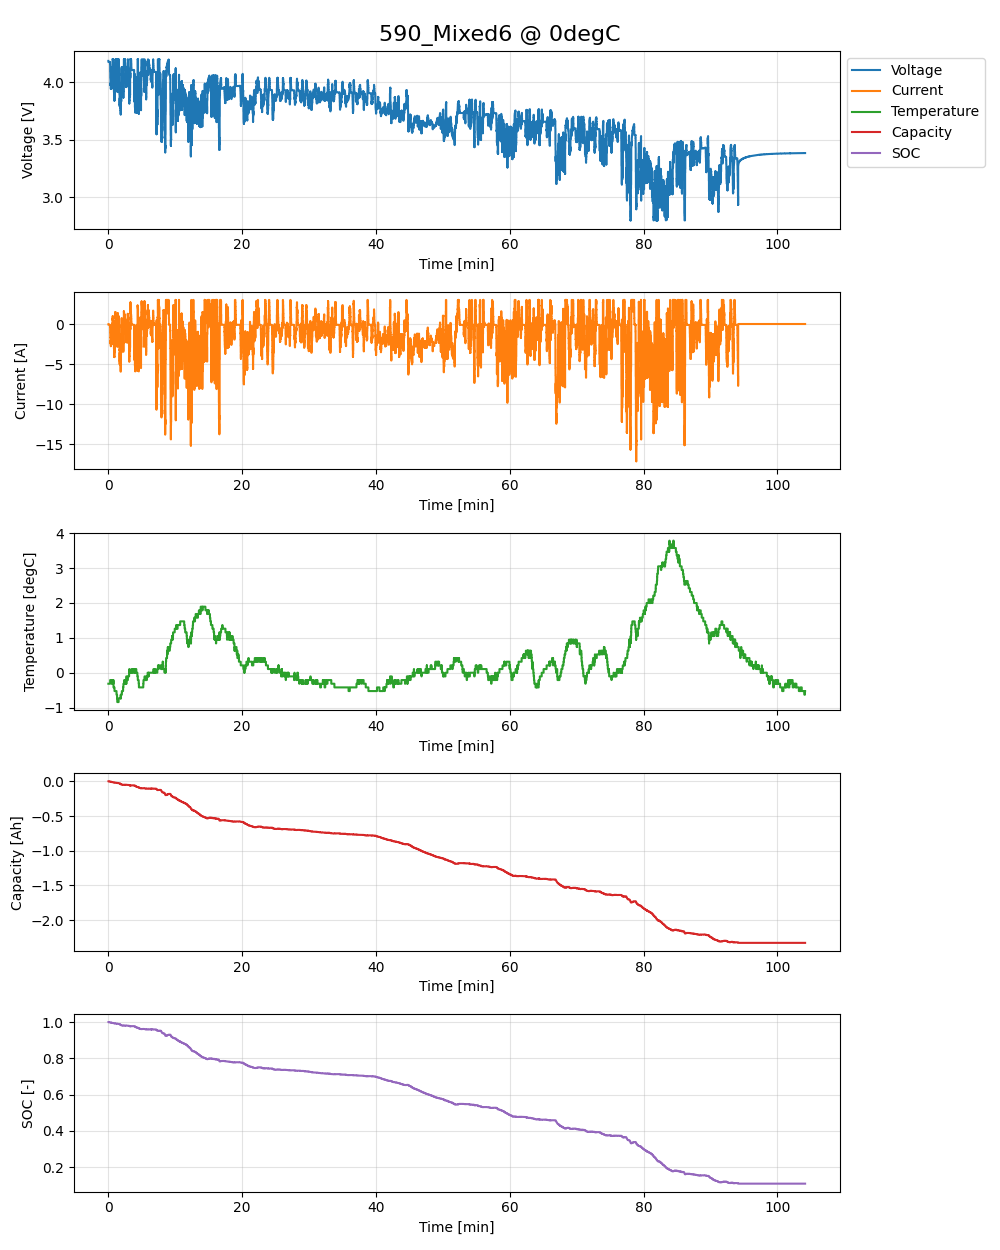 590_Mixed6 @ 0degC
Voltage
Current
Temperature
Capacity
SOC
Voltage [V]
4.0
3.5
3.0
0 20 40 60 80 100
Time [min]
Current [A]
0
−5
−10
−15
0 20 40 60 80 100
Time [min]
Temperature [degC]
4
3
2
1
0
−1
0 20 40 60 80 100
Time [min]
Capacity [Ah]
0.0
−0.5
−1.0
−1.5
−2.0
0 20 40 60 80 100
Time [min]
SOC [-]
1.0
0.8
0.6
0.4
0.2
0 20 40 60 80 100
Time [min]